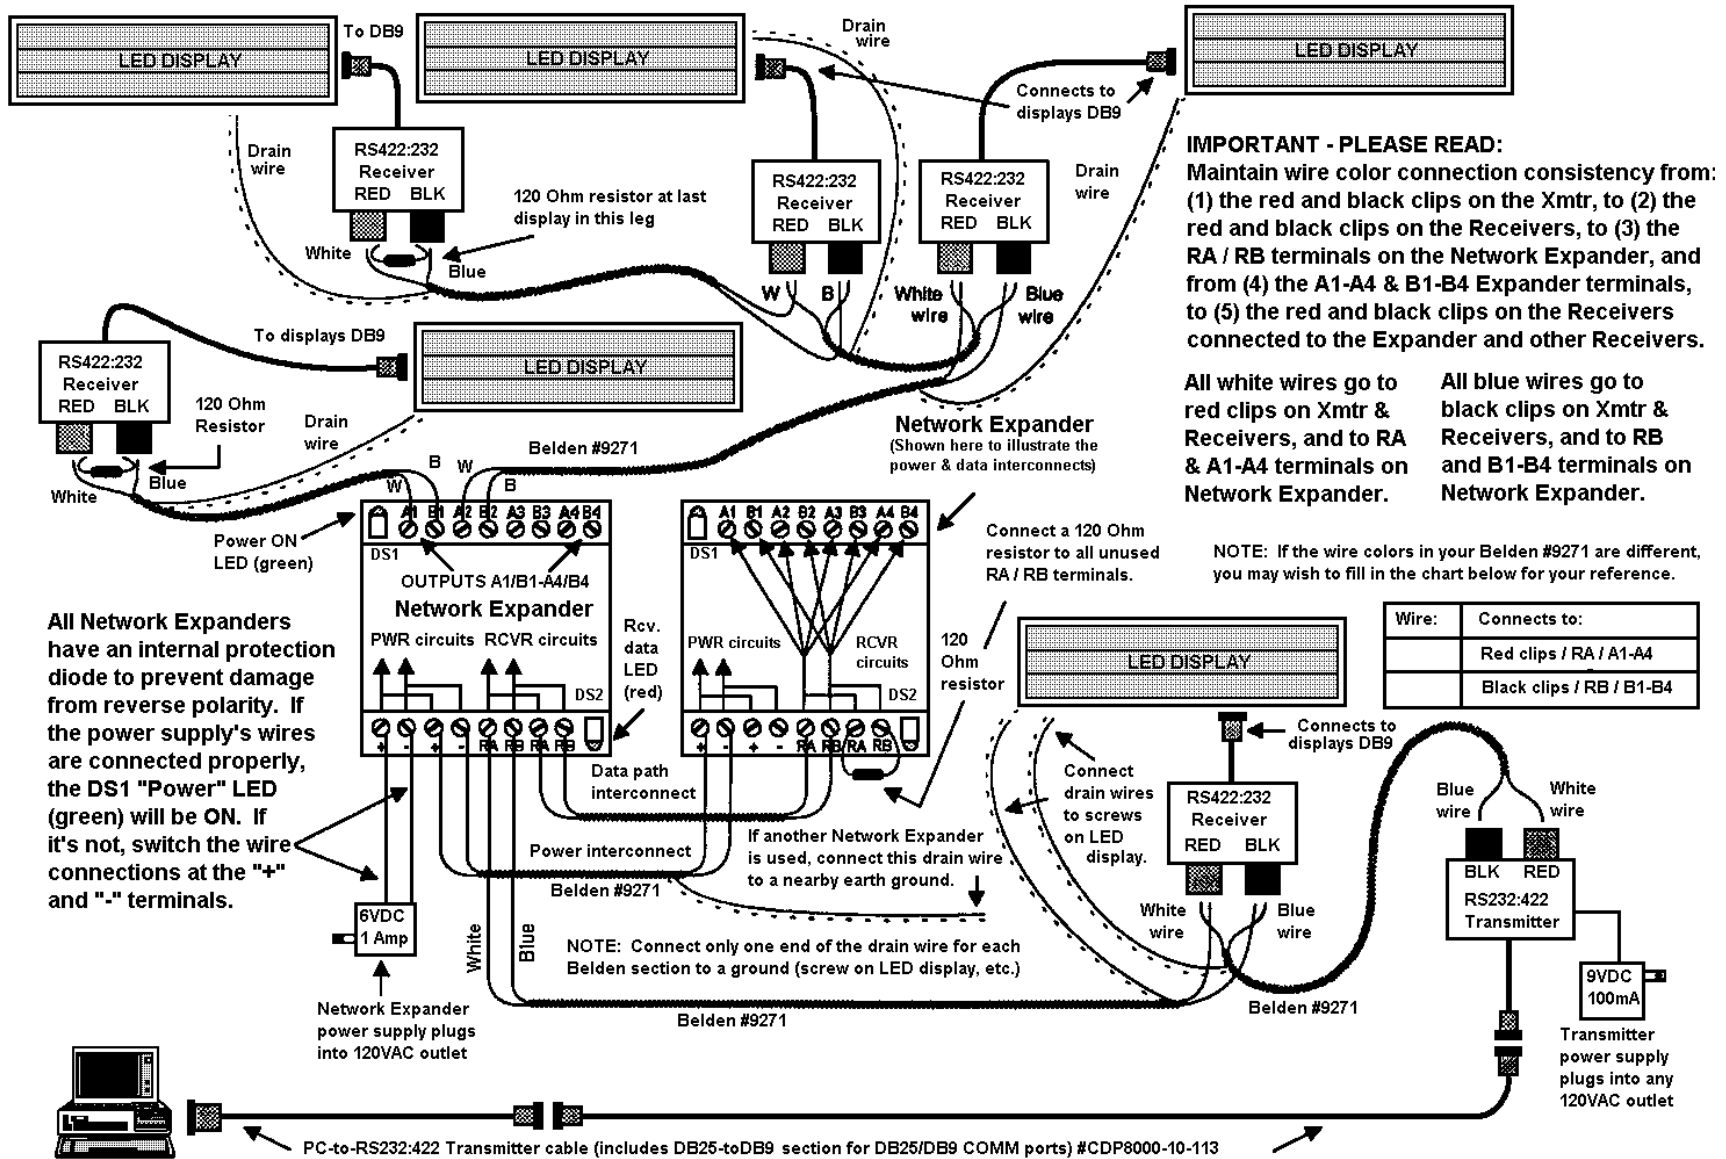 LED DISPLAY
To DB9
LED DISPLAY
Drain
wire
LED DISPLAY
Connects to
displays DB9
Drain
wire
RS422:232
Receiver
RED BLK
120 Ohm resistor at last
display in this leg
White
Blue
RS422:232
Receiver
RED BLK
W
B
RS422:232
Receiver
RED BLK
White
wire
Blue
wire
Drain
wire
IMPORTANT - PLEASE READ:
Maintain wire color connection consistency from:
(1) the red and black clips on the Xmtr, to (2) the
red and black clips on the Receivers, to (3) the
RA / RB terminals on the Network Expander, and
from (4) the A1-A4 & B1-B4 Expander terminals,
to (5) the red and black clips on the Receivers
connected to the Expander and other Receivers.
All white wires go to
red clips on Xmtr &
Receivers, and to RA
& A1-A4 terminals on
Network Expander.
All blue wires go to
black clips on Xmtr &
Receivers, and to RB
and B1-B4 terminals on
Network Expander.
To displays DB9
LED DISPLAY
RS422:232
Receiver
RED BLK
120 Ohm
Resistor
Drain
wire
White
Blue
B
W
W
B
Belden #9271
Network Expander
(Shown here to illustrate the
power & data interconnects)
Power ON
LED (green)
A1 B1 A2 B2 A3 B3 A4 B4
DS1
OUTPUTS A1/B1-A4/B4
Network Expander
PWR circuits RCVR circuits
DS2
+ - + - RA RB RA RB
Rcv.
data
LED
(red)
A1 B1 A2 B2 A3 B3 A4 B4
DS1
PWR circuits
RCVR
circuits
DS2
+ - + - RA RB RA RB
Connect a 120 Ohm
resistor to all unused
RA / RB terminals.
120
Ohm
resistor
NOTE: If the wire colors in your Belden #9271 are different,
you may wish to fill in the chart below for your reference.
Wire: Connects to:
Red clips / RA / A1-A4
Black clips / RB / B1-B4
All Network Expanders
have an internal protection
diode to prevent damage
from reverse polarity. If
the power supply's wires
are connected properly,
the DS1 "Power" LED
(green) will be ON. If
it's not, switch the wire
connections at the "+"
and "-" terminals.
Data path
interconnect
Power interconnect
Belden #9271
If another Network Expander
is used, connect this drain wire
to a nearby earth ground.
6VDC
1 Amp
Network Expander
power supply plugs
into 120VAC outlet
White
Blue
NOTE: Connect only one end of the drain wire for each
Belden section to a ground (screw on LED display, etc.)
Belden #9271
LED DISPLAY
Connects to
displays DB9
Connect
drain wires
to screws
on LED
display.
RS422:232
Receiver
RED BLK
White
wire
Blue
wire
Belden #9271
Blue
wire
White
wire
BLK RED
RS232:422
Transmitter
9VDC
100mA
Transmitter
power supply
plugs into any
120VAC outlet
PC-to-RS232:422 Transmitter cable (includes DB25-toDB9 section for DB25/DB9 COMM ports) #CDP8000-10-113